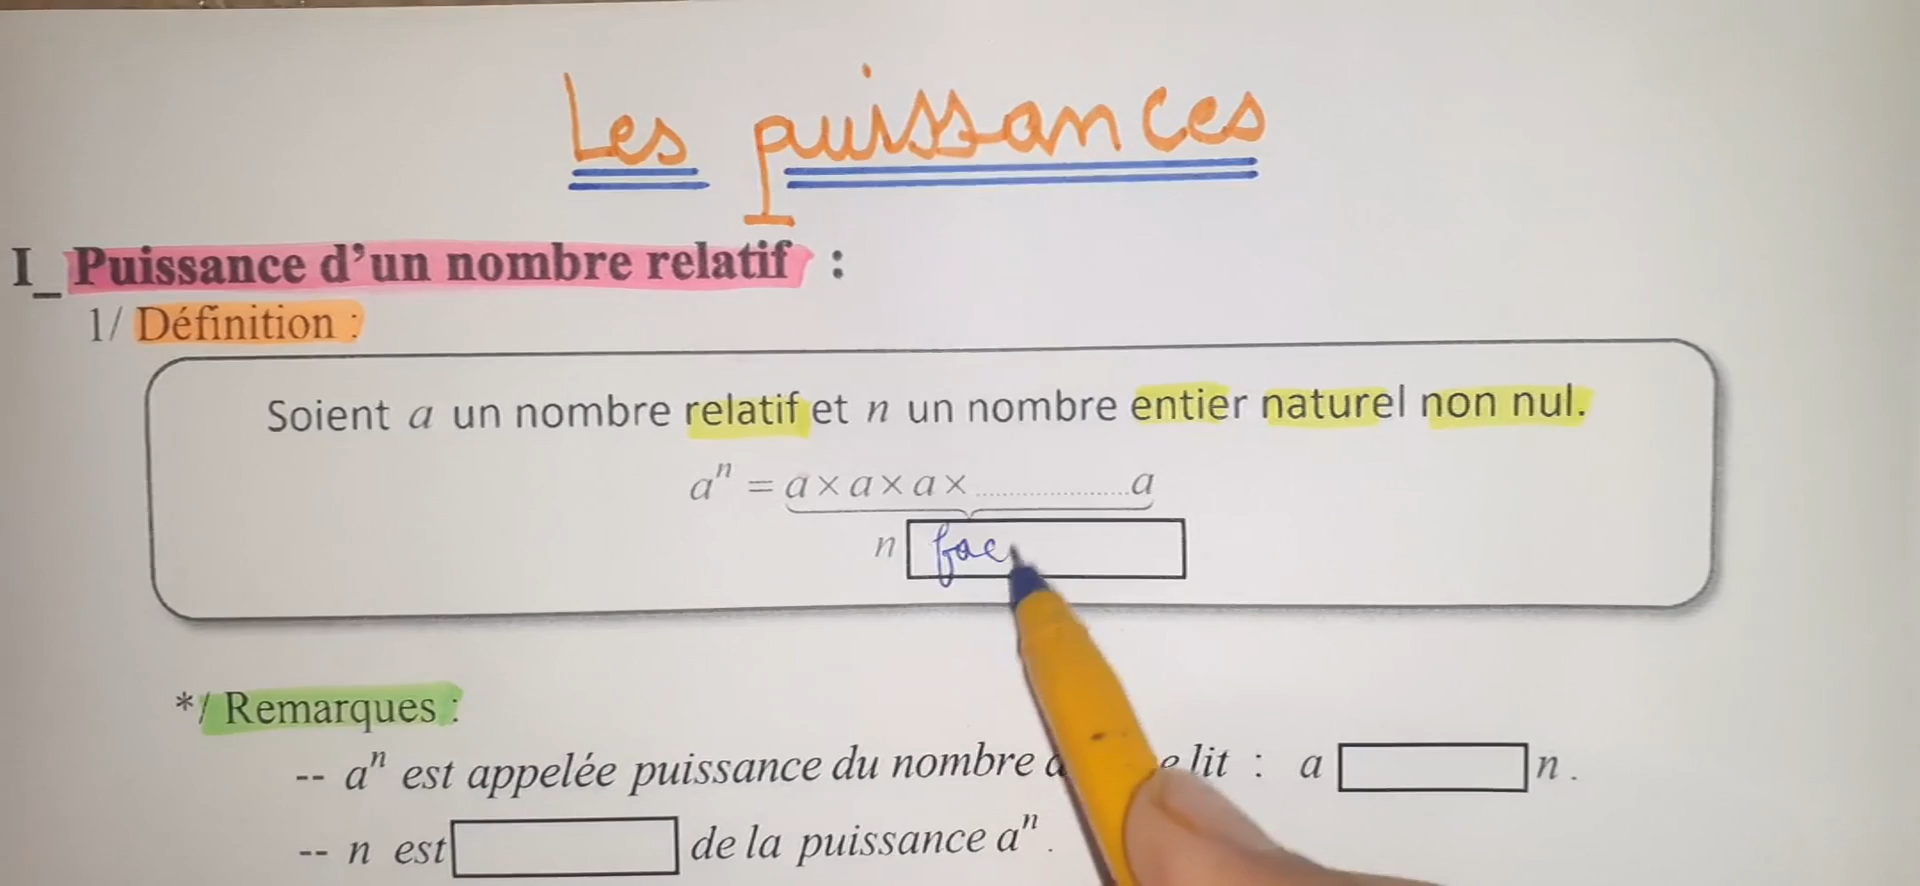 Les puissances
I_ Puissance d'un nombre relatif :
1/ Définition :
Soient a un nombre relatif et n un nombre entier naturel non nul.
aⁿ = a×a×a×....................a
n fac
*/ Remarques :
-- aⁿ est appelée puissance du nombre lit : a n .
-- n est de la puissance aⁿ .